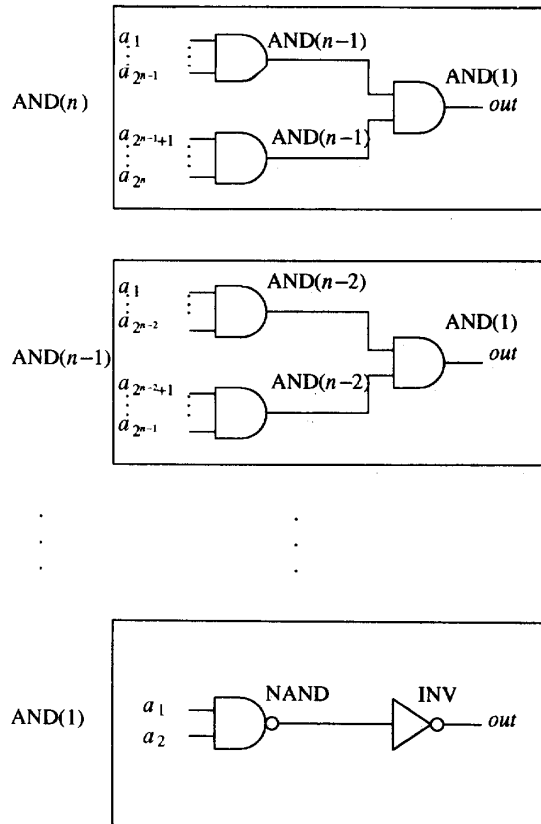 a₁ AND(n−1)
a₂ⁿ⁻¹ AND(1)
AND(n) out
a₂ⁿ⁻¹₊₁ AND(n−1)
a₂ⁿ
a₁ AND(n−2)
a₂ⁿ⁻² AND(1)
AND(n−1) out
a₂ⁿ⁻²₊₁ AND(n−2)
a₂ⁿ⁻¹
NAND INV
AND(1) a₁ out
a₂